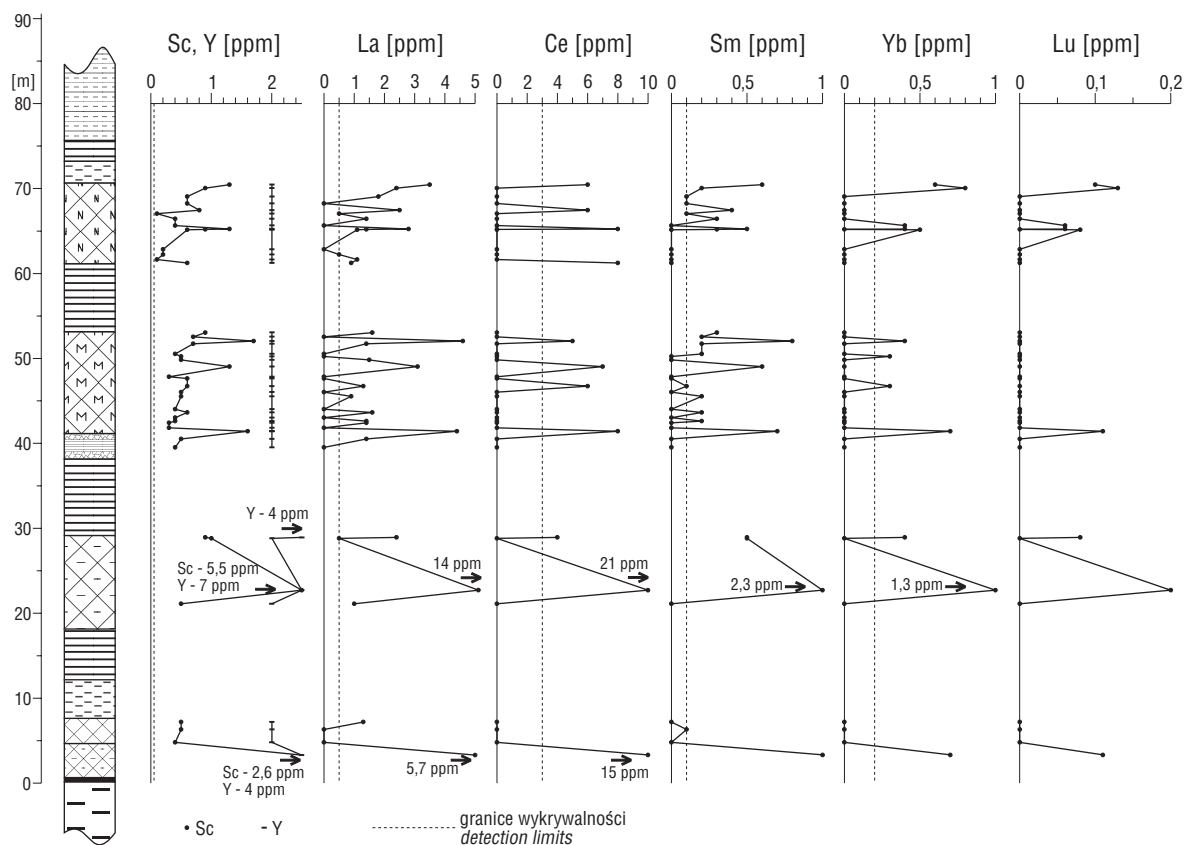 90
[m]
80
70
60
50
40
30
20
10
0
Sc, Y [ppm]
0 1 2
La [ppm]
0 1 2 3 4 5
Ce [ppm]
0 2 4 6 8 10
Sm [ppm]
0 0,5 1
Yb [ppm]
0 0,5 1
Lu [ppm]
0 0,1 0,2
N N
N
N N
N
N N
M M
M
M M
M
M M
Y - 4 ppm
Sc - 5,5 ppm
Y - 7 ppm
14 ppm
21 ppm
2,3 ppm
1,3 ppm
Sc - 2,6 ppm
Y - 4 ppm
5,7 ppm
15 ppm
Sc - Y
granice wykrywalności
detection limits